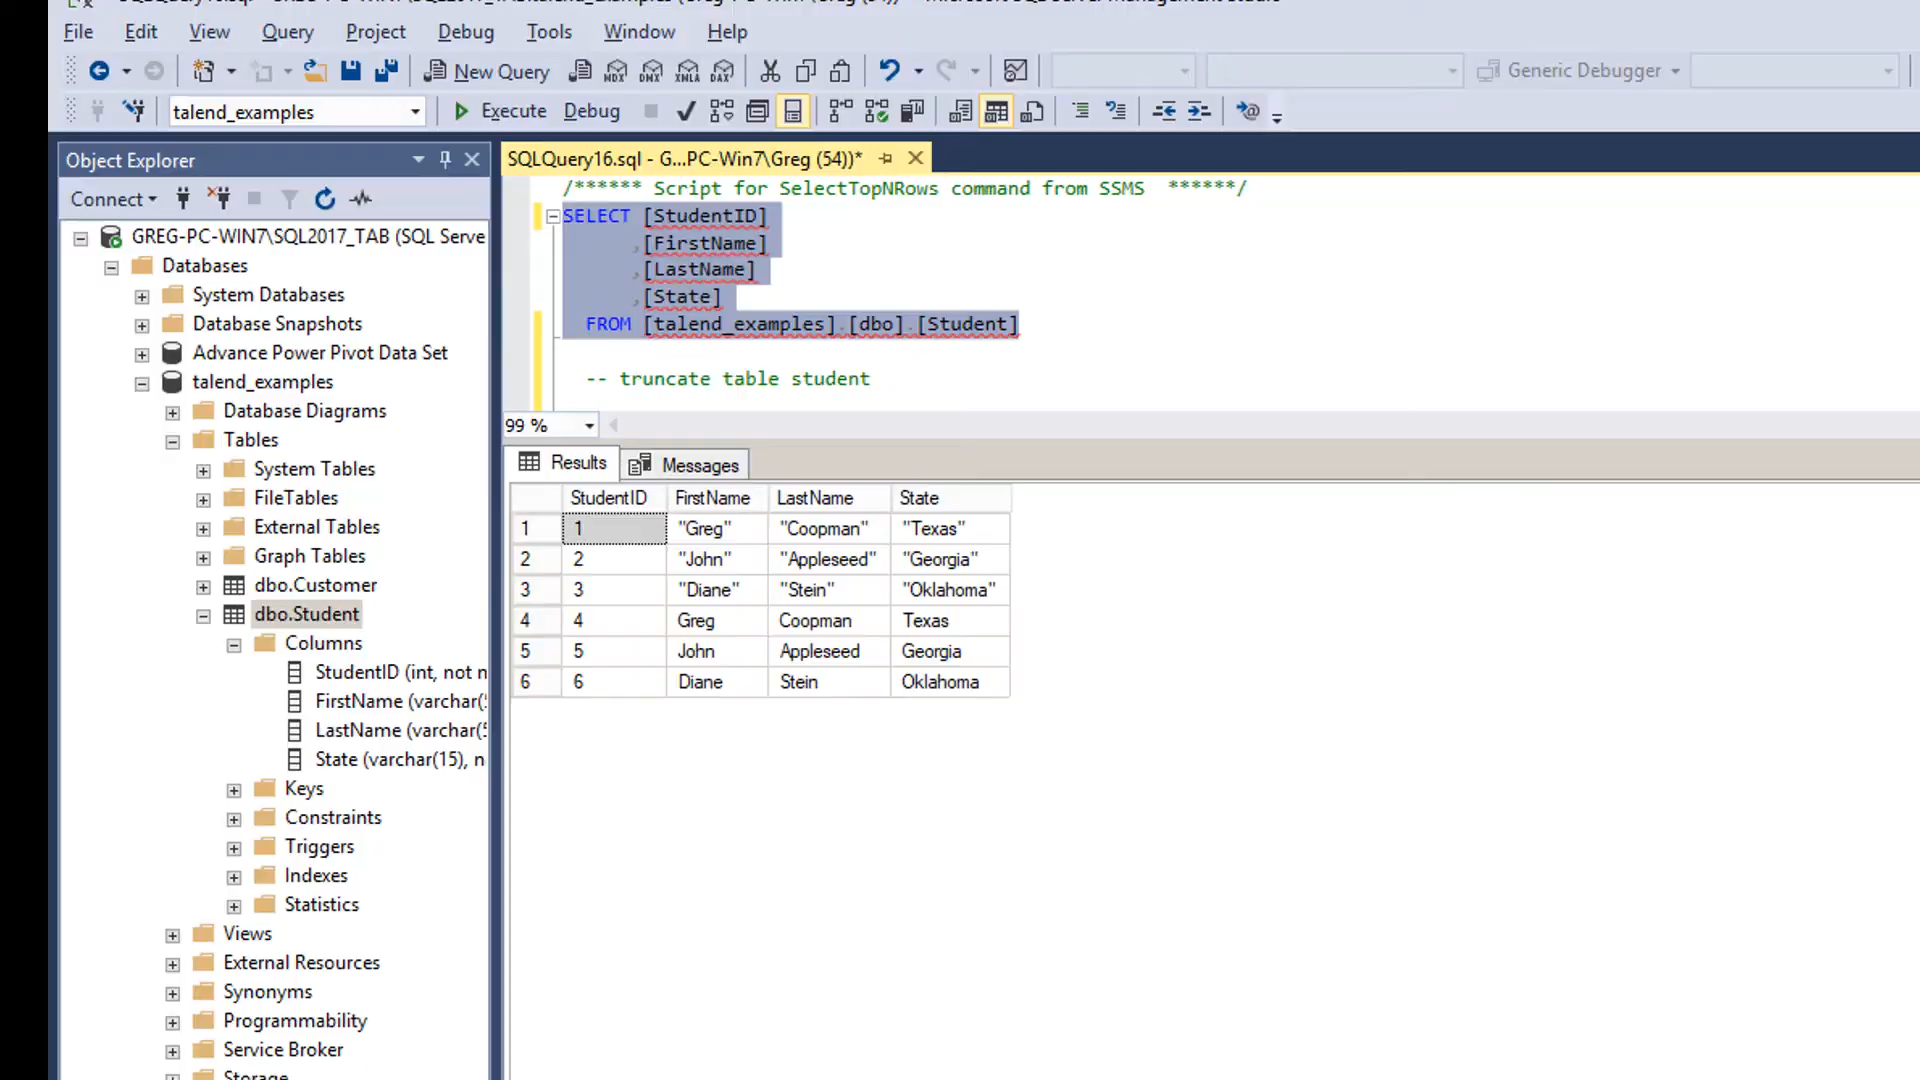 File Edit View Query Project Debug Tools Window Help
New Query MDX DMX XMLA DAX Generic Debugger
talend_examples Execute Debug
Object Explorer
Connect
GREG-PC-WIN7\SQL2017_TAB (SQL Serve
Databases
System Databases
Database Snapshots
Advance Power Pivot Data Set
talend_examples
Database Diagrams
Tables
System Tables
FileTables
External Tables
Graph Tables
dbo.Customer
dbo.Student
Columns
StudentID (int, not n
FirstName (varchar(
LastName (varchar(
State (varchar(15), n
Keys
Constraints
Triggers
Indexes
Statistics
Views
External Resources
Synonyms
Programmability
Service Broker
Storage
SQLQuery16.sql - G...PC-Win7\Greg (54))*
/****** Script for SelectTopNRows command from SSMS ******/
SELECT [StudentID]
,[FirstName]
,[LastName]
,[State]
FROM [talend_examples].[dbo].[Student]
-- truncate table student
99 %
Results Messages
StudentID FirstName LastName State
1 1 "Greg" "Coopman" "Texas"
2 2 "John" "Appleseed" "Georgia"
3 3 "Diane" "Stein" "Oklahoma"
4 4 Greg Coopman Texas
5 5 John Appleseed Georgia
6 6 Diane Stein Oklahoma